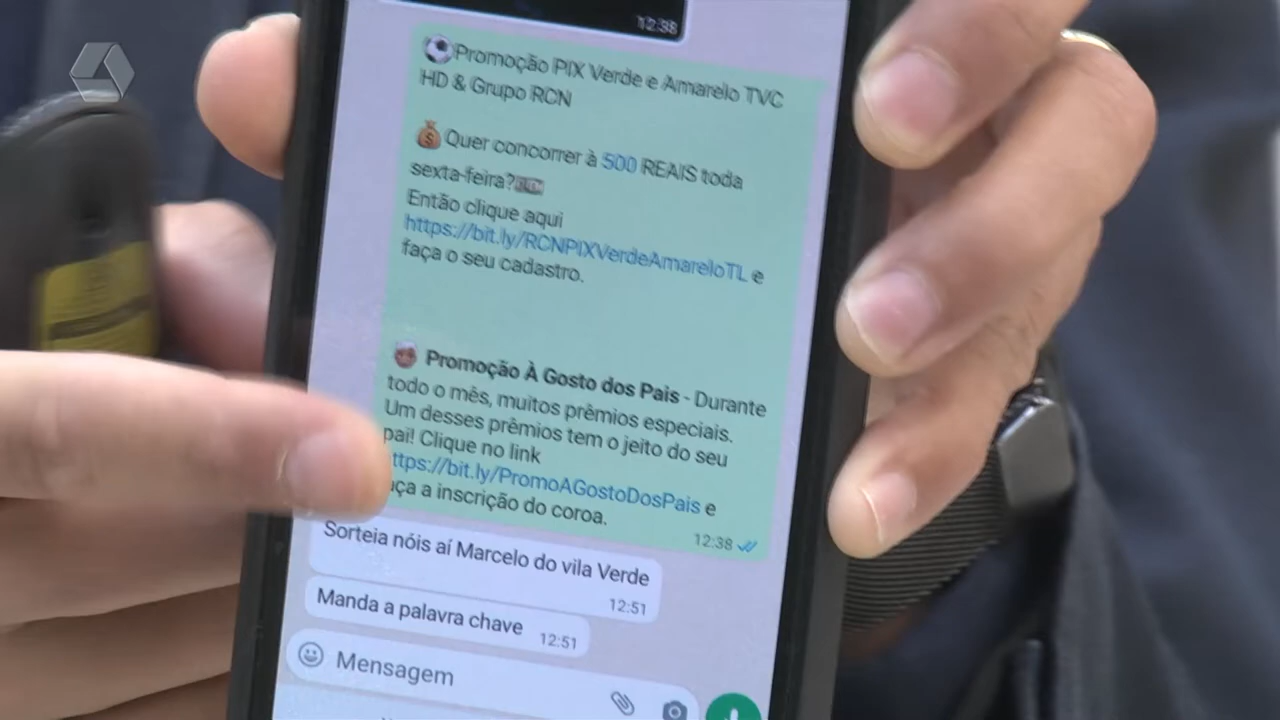 12:38
Promoção PIX Verde e Amarelo TVC
HD & Grupo RCN
Quer concorrer à 500 REAIS toda
sexta-feira?
Então clique aqui
https://bit.ly/RCNPIXVerdeAmareloTL e
faça o seu cadastro.
Promoção À Gosto dos Pais - Durante
todo o mês, muitos prêmios especiais.
Um desses prêmios tem o jeito do seu
pai! Clique no link
ttps://bit.ly/PromoAGostoDosPais e
aça a inscrição do coroa.
12:38
Sorteia nóis aí Marcelo do vila Verde
12:51
Manda a palavra chave
12:51
Mensagem